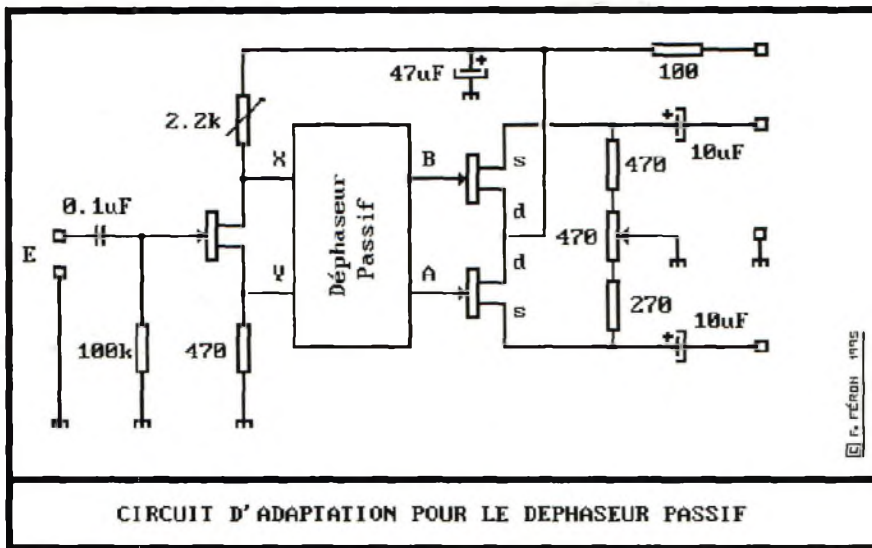 47uF
+
100
2.2k
+
10uF
X
B
s
470
0.1uF
d
E
Déphaseur
Passif
470
d
Y
A
s
270
10uF
100k
470
+
C F. FÉRON 1995
CIRCUIT D'ADAPTATION POUR LE DEPHASEUR PASSIF